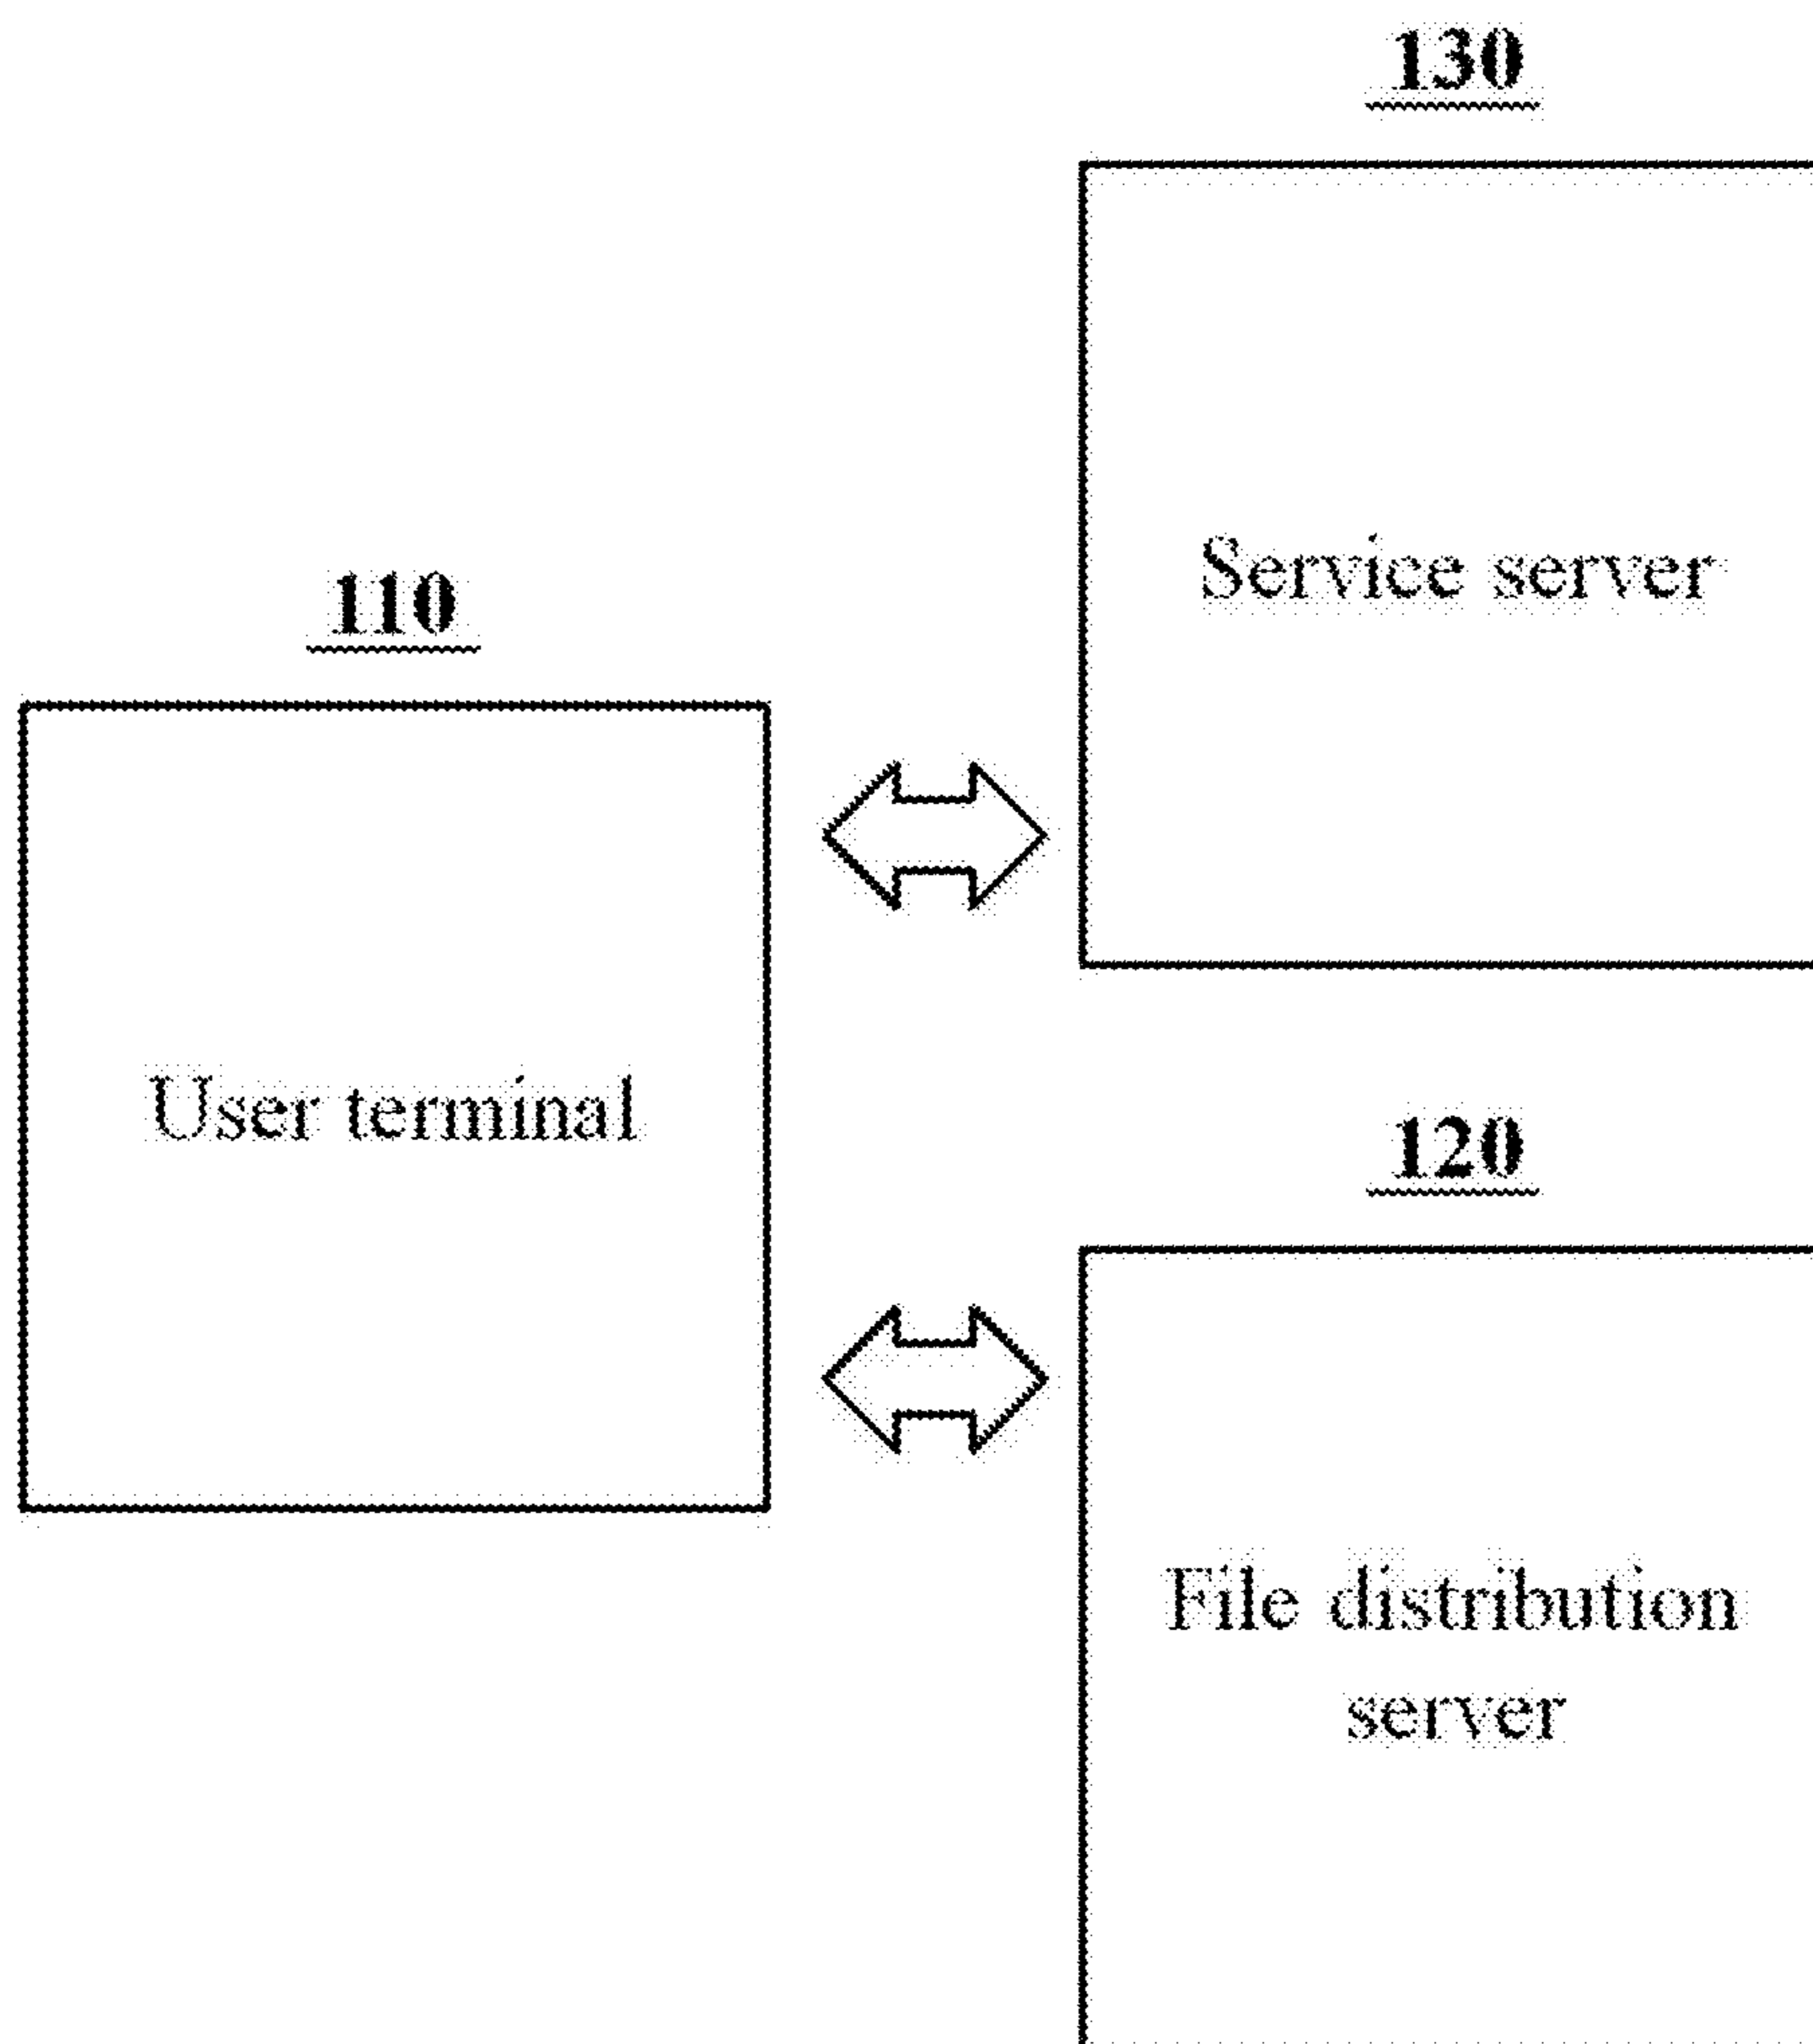 130
Service server
110
User terminal
120
File distribution
server